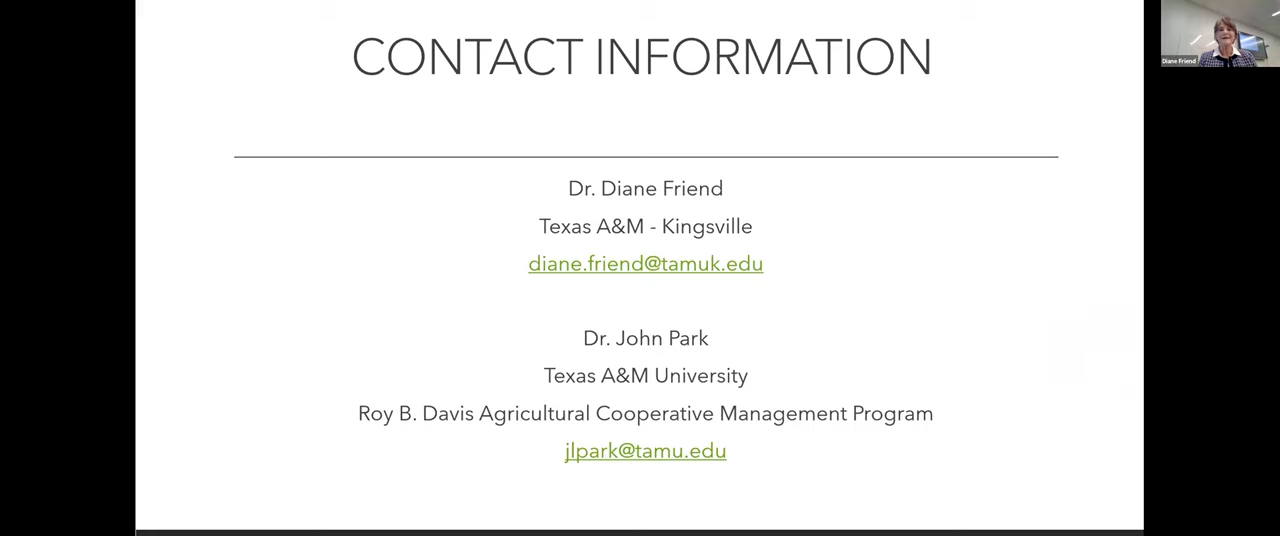 CONTACT INFORMATION
Diane Friend
Dr. Diane Friend
Texas A&M - Kingsville
diane.friend@tamuk.edu
Dr. John Park
Texas A&M University
Roy B. Davis Agricultural Cooperative Management Program
jlpark@tamu.edu